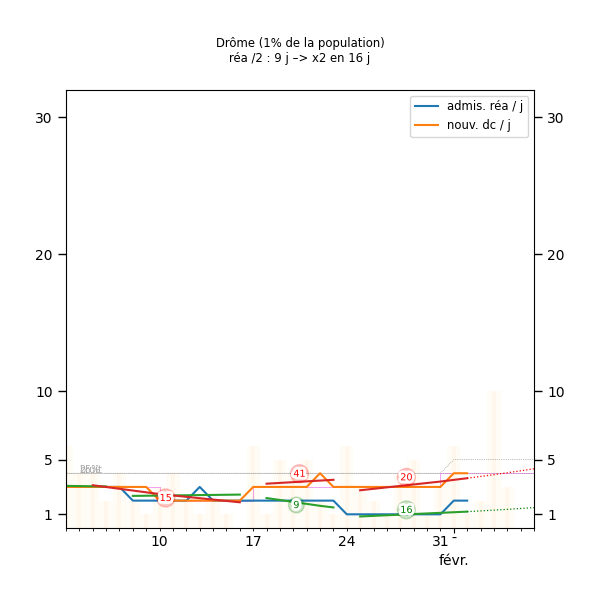 Drôme (1% de la population)
réa /2 : 9 j –> x2 en 16 j
admis. réa / j
nouv. dc / j
30 30
20 20
10 10
5 5
25%
41
20
15
9
16
1 1
10 17 24 31 -
févr.